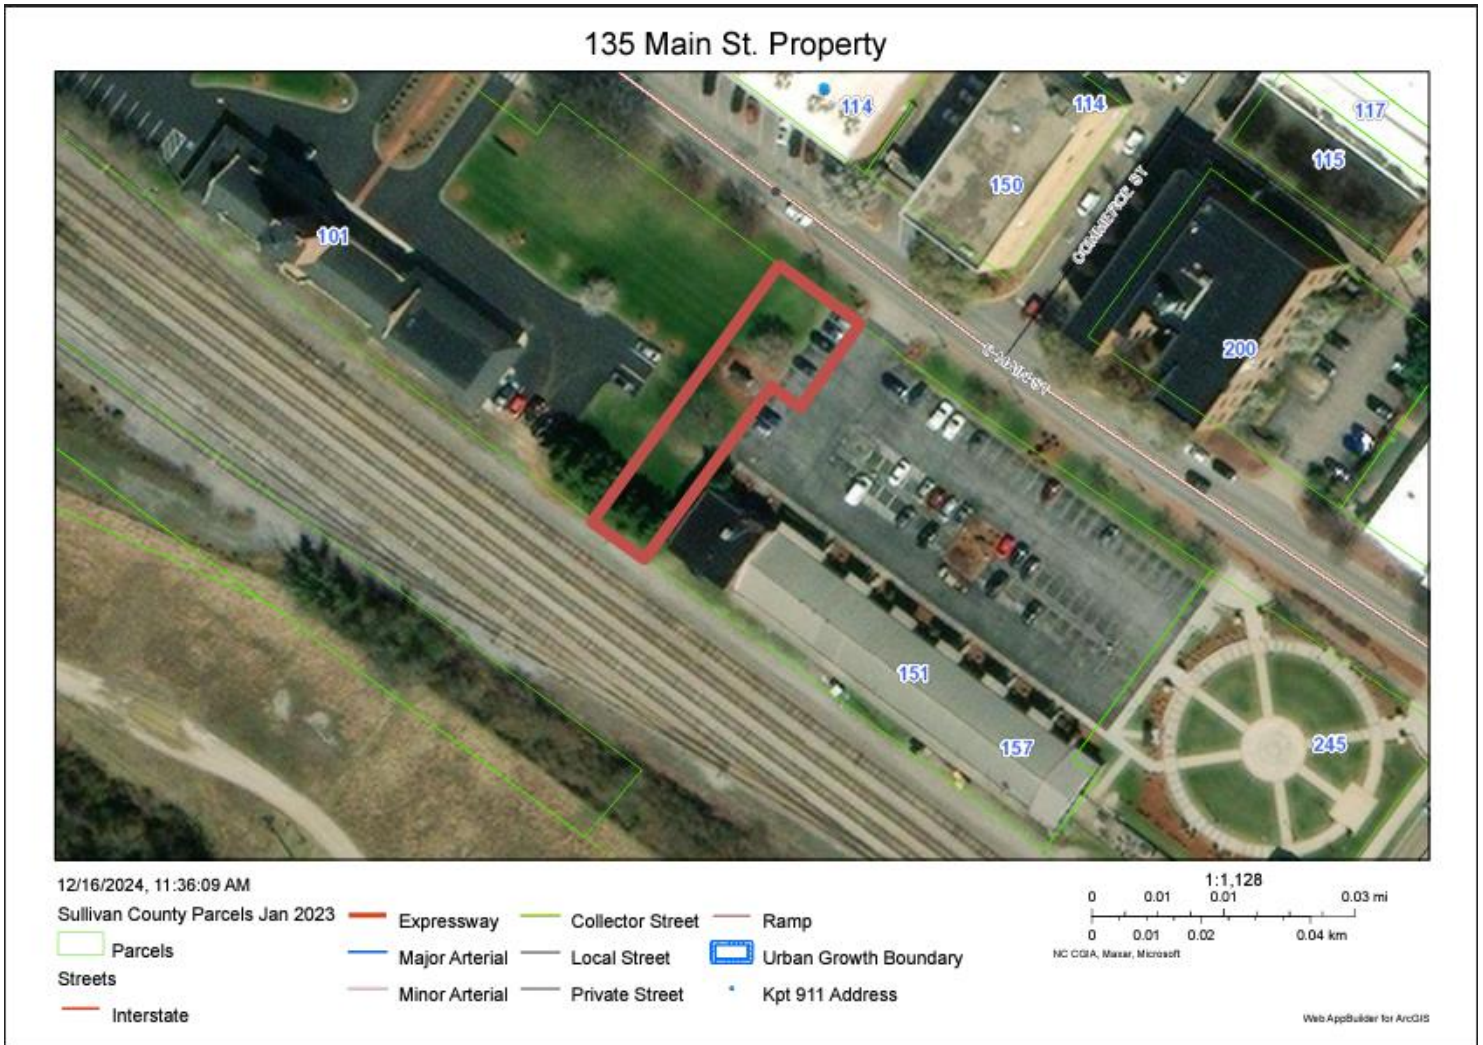 135 Main St. Property
114
114
117
115
150
COMMERCE ST
101
200
E MAIN ST
151
157
245
12/16/2024, 11:36:09 AM
Sullivan County Parcels Jan 2023
Parcels
Streets
Interstate
Expressway
Major Arterial
Minor Arterial
Collector Street
Local Street
Private Street
Ramp
Urban Growth Boundary
Kpt 911 Address
1:1,128
0 0.01 0.01 0.03 mi
0 0.01 0.02 0.04 km
NC CGIA, Maxar, Microsoft
Web AppBuilder for ArcGIS